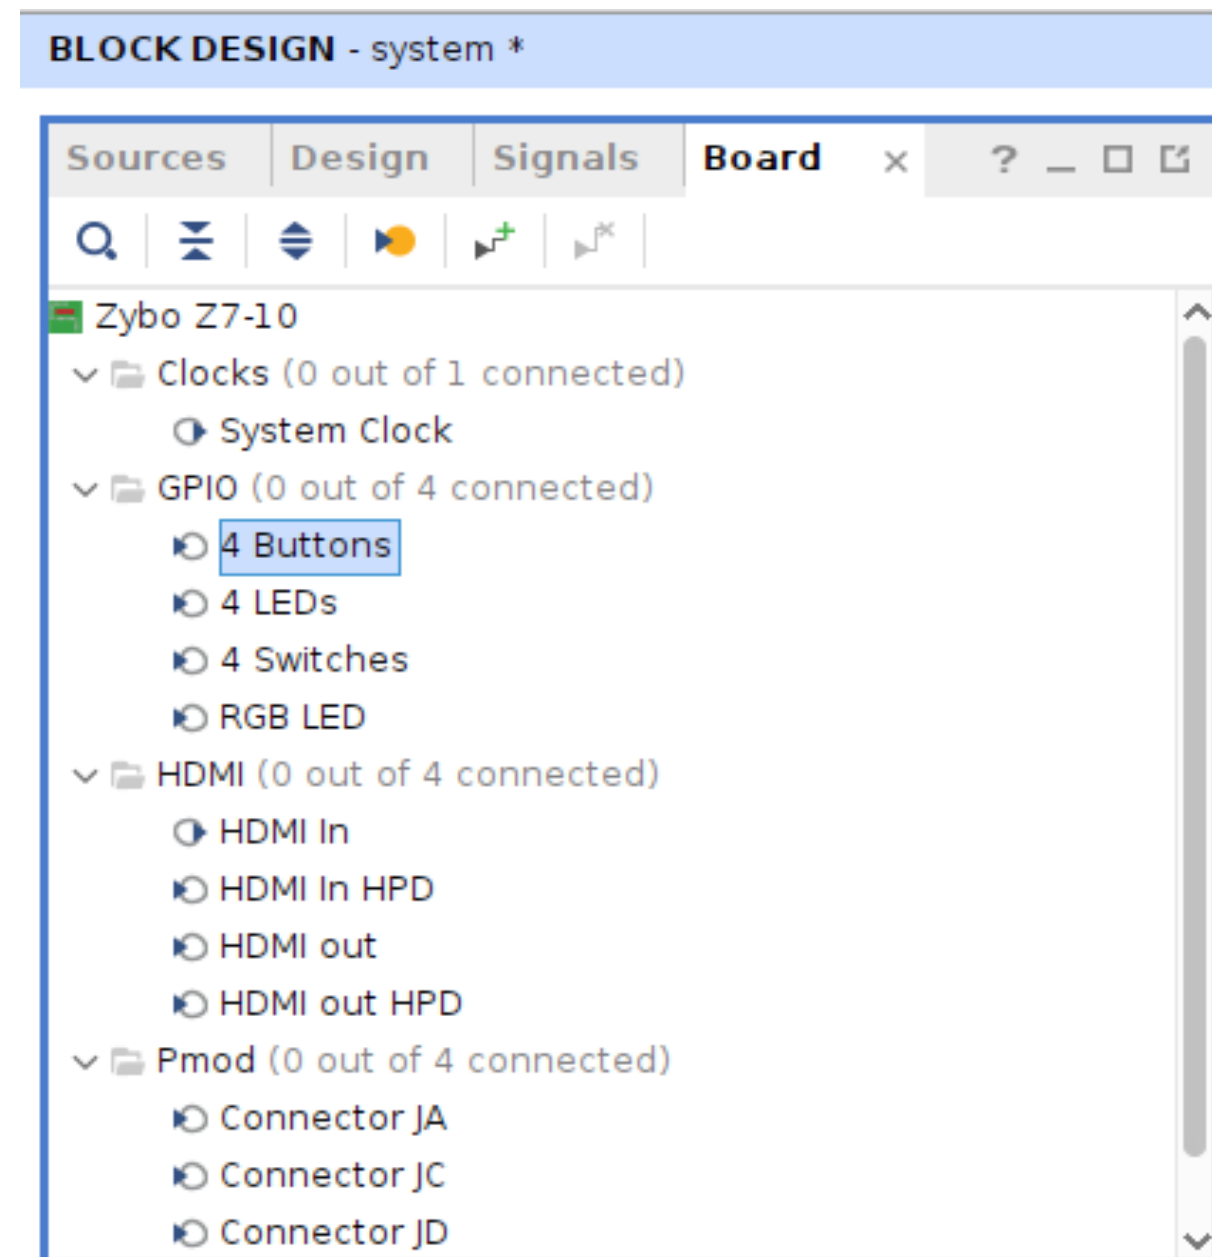 BLOCK DESIGN - system *
Sources Design Signals Board × ?
Zybo Z7-10
Clocks (0 out of 1 connected)
System Clock
GPIO (0 out of 4 connected)
4 Buttons
4 LEDs
4 Switches
RGB LED
HDMI (0 out of 4 connected)
HDMI In
HDMI In HPD
HDMI out
HDMI out HPD
Pmod (0 out of 4 connected)
Connector JA
Connector JC
Connector JD